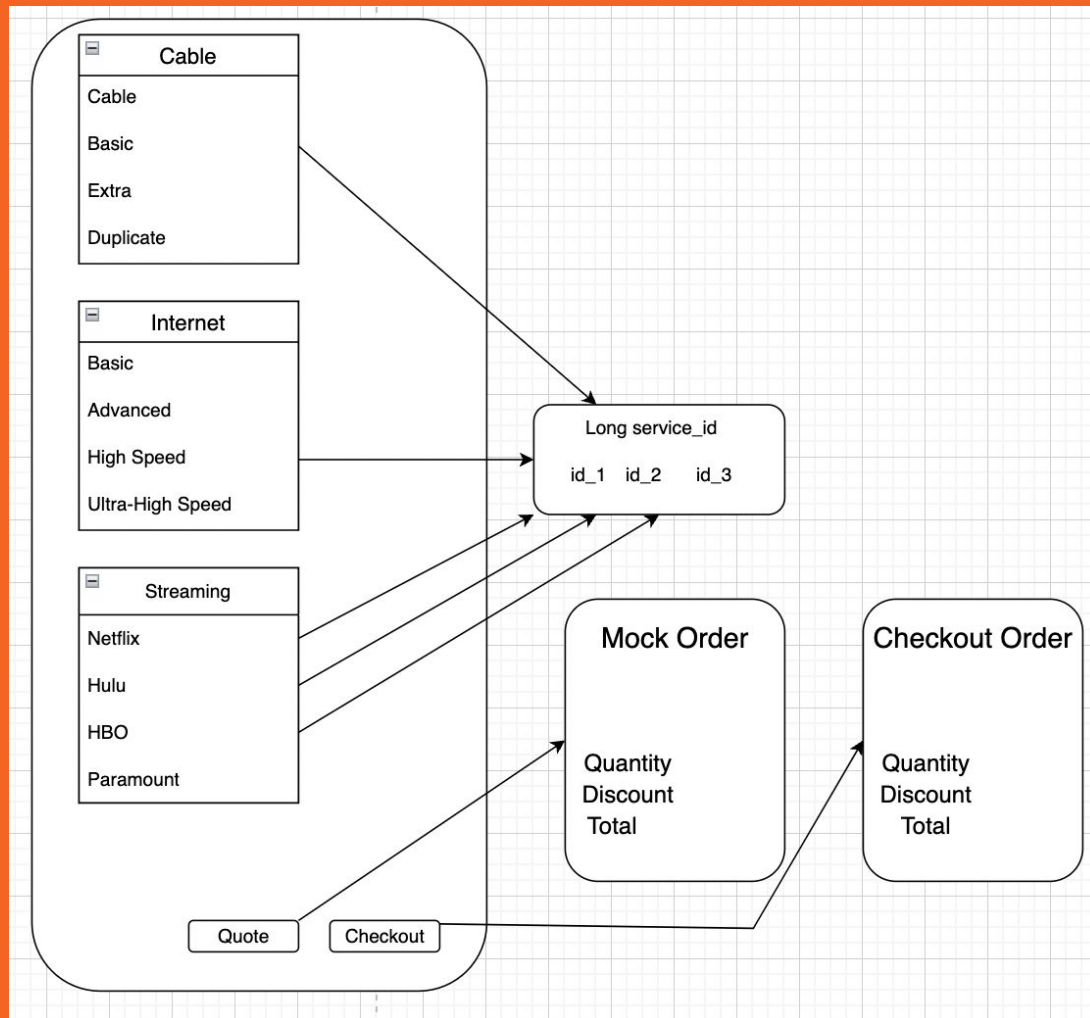 Cable
Cable
Basic
Extra
Duplicate
Internet
Basic
Advanced
High Speed
Ultra-High Speed
Streaming
Netflix
Hulu
HBO
Paramount
Quote
Checkout
Long service_id
id_1 id_2 id_3
Mock Order
Quantity
Discount
Total
Checkout Order
Quantity
Discount
Total